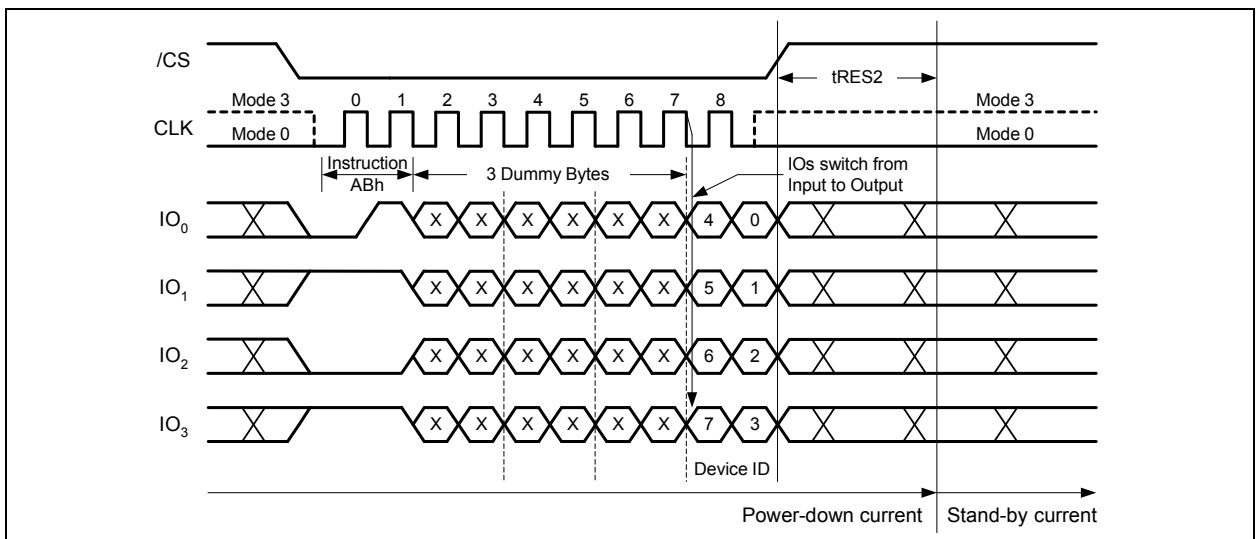 /CS
tRES2
Mode 3 0 1 2 3 4 5 6 7 8 Mode 3
CLK
Mode 0 Mode 0
Instruction
ABh
3 Dummy Bytes
IOs switch from
Input to Output
IO0 X X X X X X 4 0
IO1 X X X X X X 5 1
IO2 X X X X X X 6 2
IO3 X X X X X X 7 3
Device ID
Power-down current Stand-by current